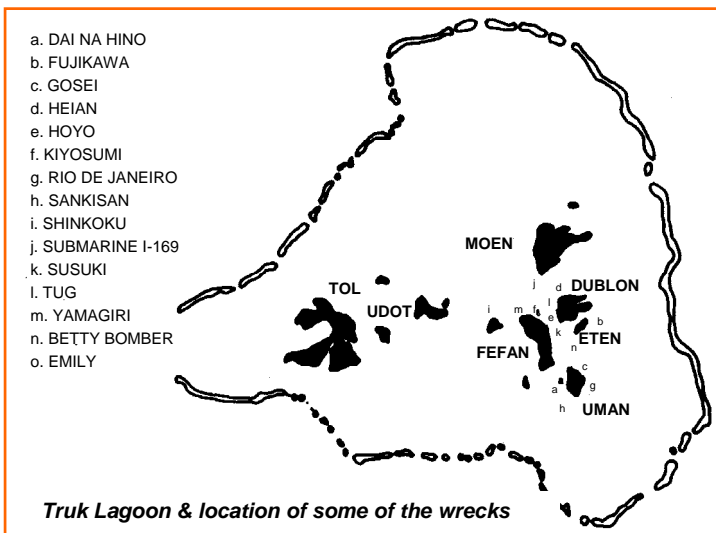 a. DAI NA HINO
b. FUJIKAWA
c. GOSEI
d. HEIAN
e. HOYO
f. KIYOSUMI
g. RIO DE JANEIRO
h. SANKISAN
i. SHINKOKU
j. SUBMARINE I-169
k. SUSUKI
l. TUG
m. YAMAGIRI
n. BETTY BOMBER
o. EMILY
MOEN
j
d
DUBLON
TOL
UDOT
l
i
m
f
e
b
k
ETEN
n
FEFAN
c
a
g
h
UMAN
Truk Lagoon & location of some of the wrecks